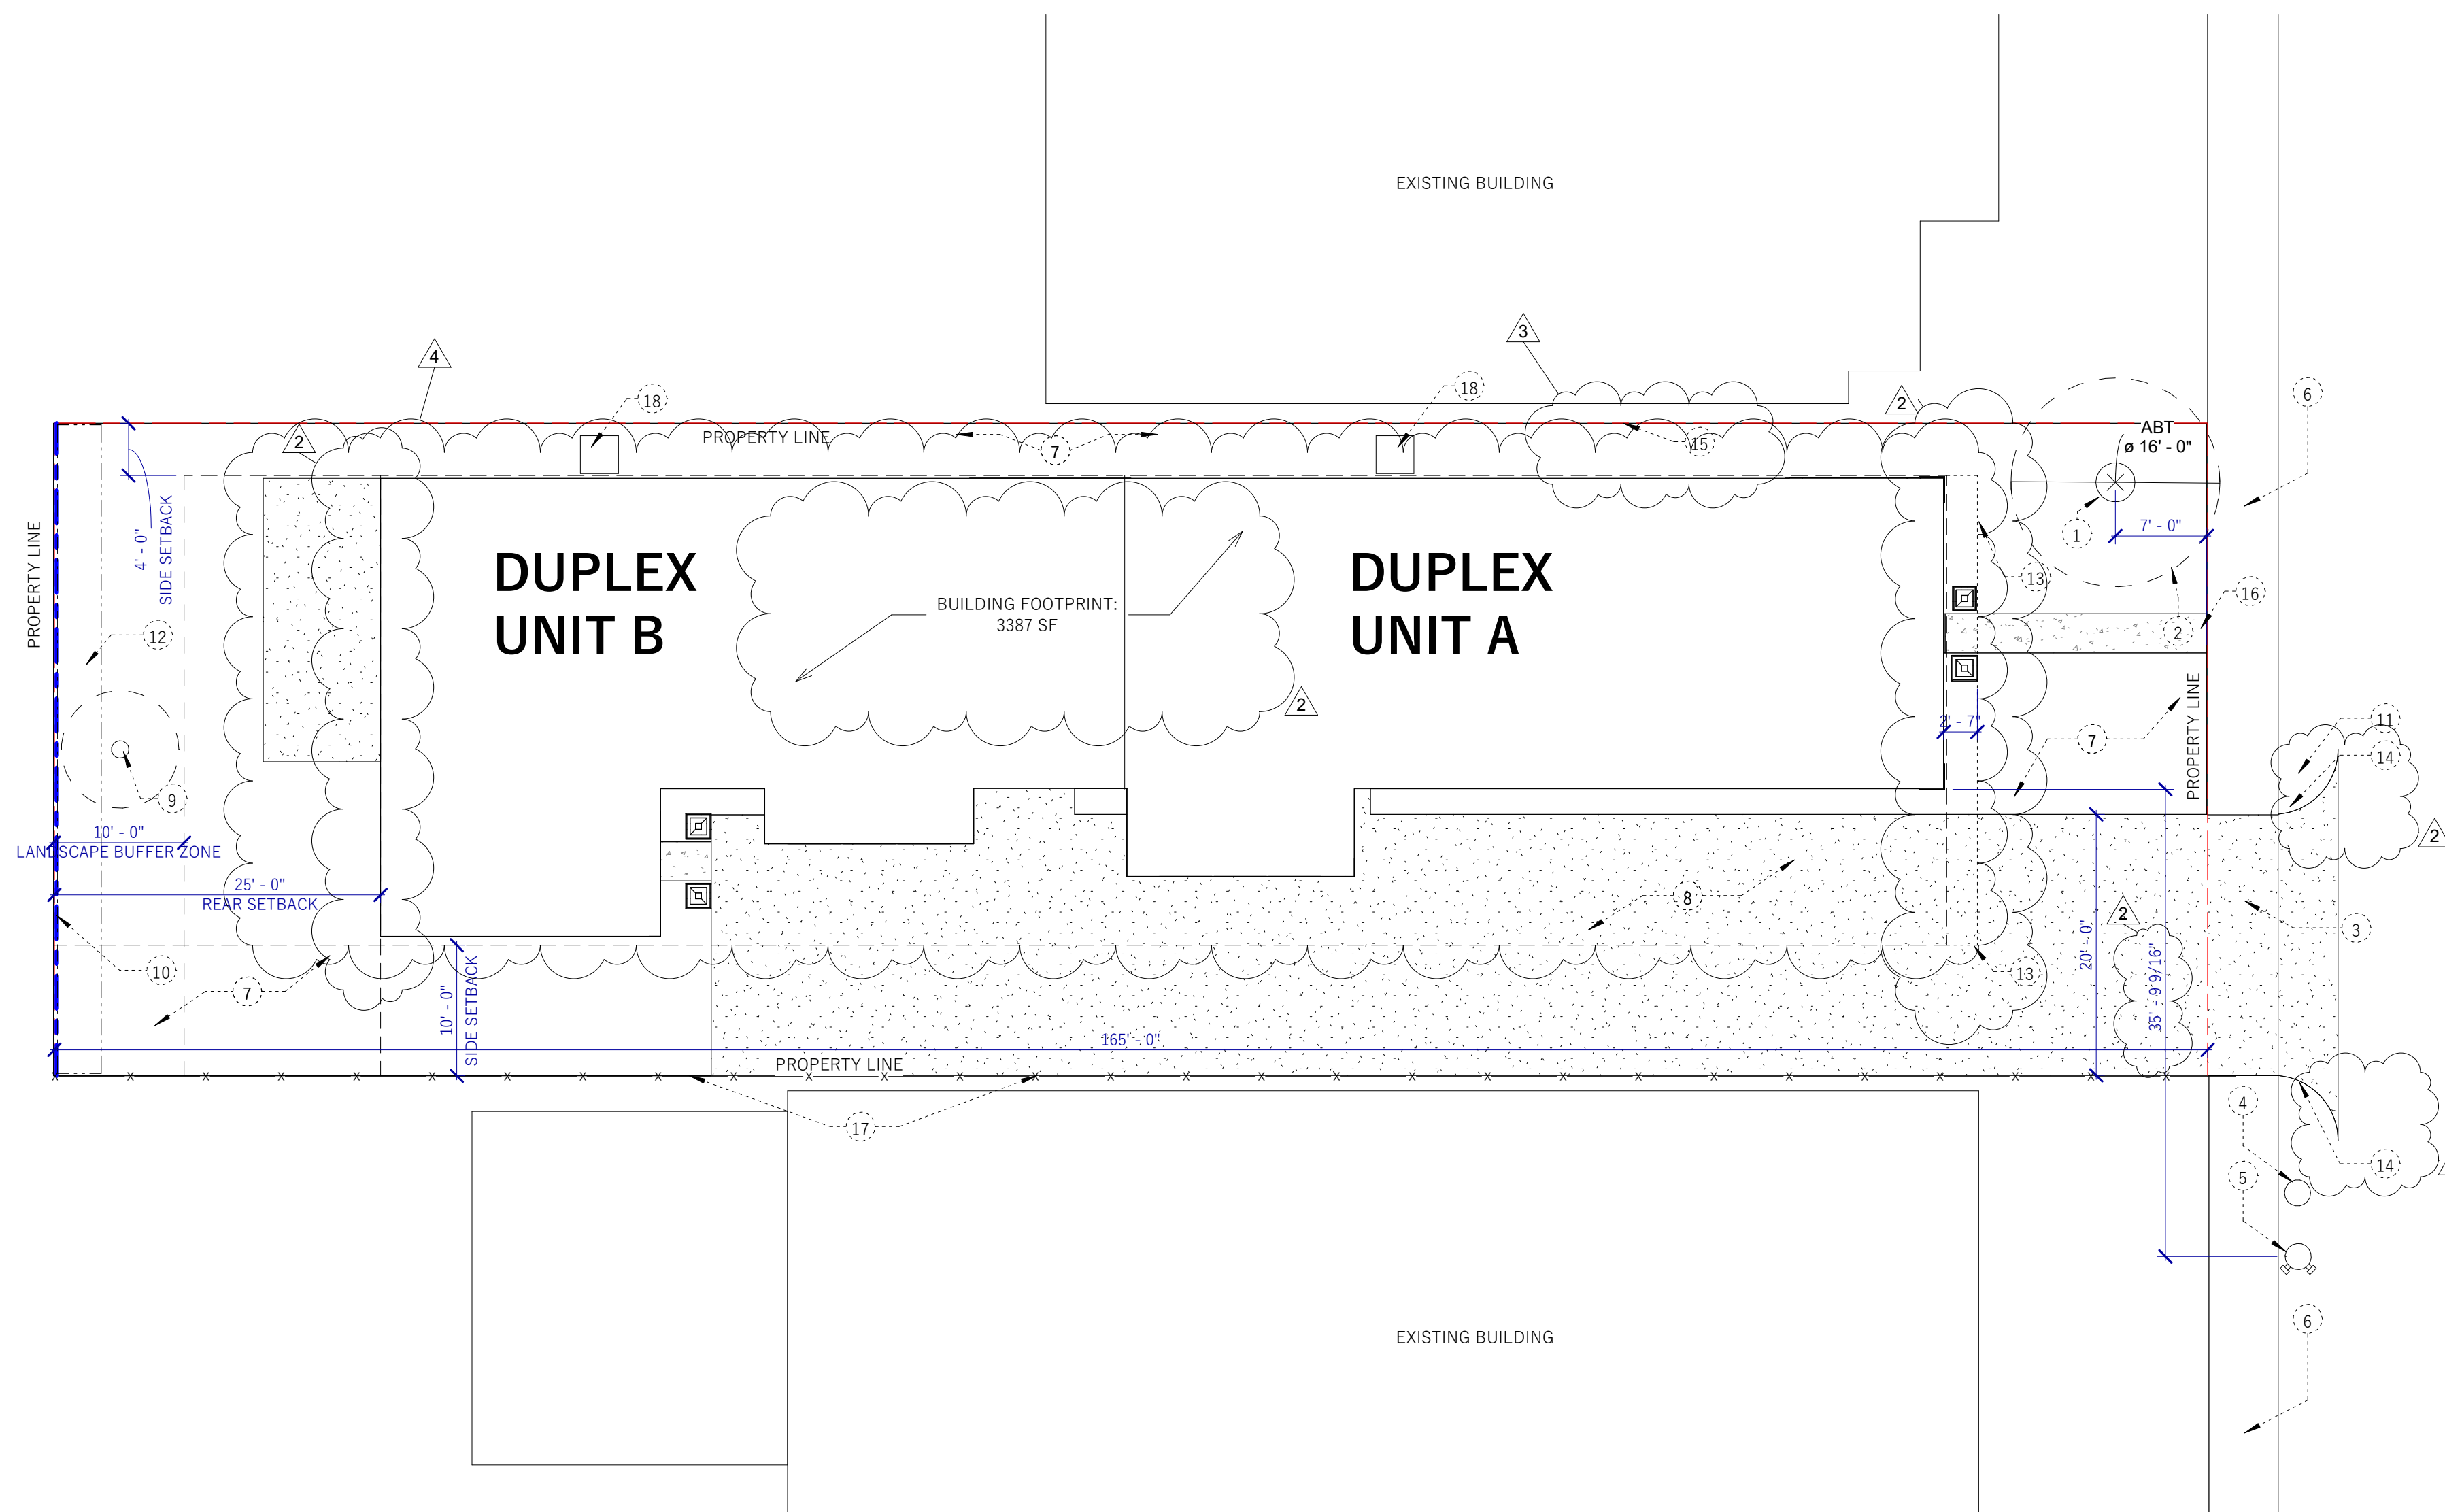 EXISTING BUILDING
3
4
2
6
18
18
PROPERTY LINE
7
15
ABT
ø 16' - 0"
2
1
7' - 0"
4' - 0"
SIDE SETBACK
PROPERTY LINE
DUPLEX
UNIT B
BUILDING FOOTPRINT:
3387 SF
DUPLEX
UNIT A
13
16
2
12
2
2' - 7"
7
PROPERTY LINE
11
14
9
10' - 0"
LANDSCAPE BUFFER ZONE
25' - 0"
REAR SETBACK
2
8
2
3
10
7
10' - 0"
SIDE SETBACK
13
20' - 0"
35' - 9 9/16"
165' - 0"
PROPERTY LINE
X X X X X X X X X X X X X X X X X X X X X X X X X X X X X
17
4
14
5
EXISTING BUILDING
6